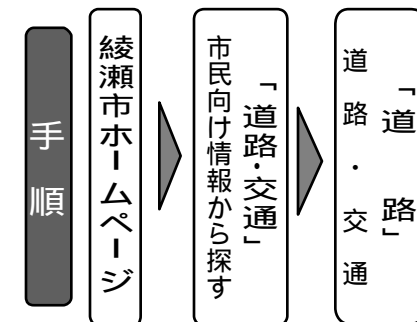 手順
綾瀬市ホームページ
市民向け情報から探す
「道路・交通」
道路・交通
「道路」